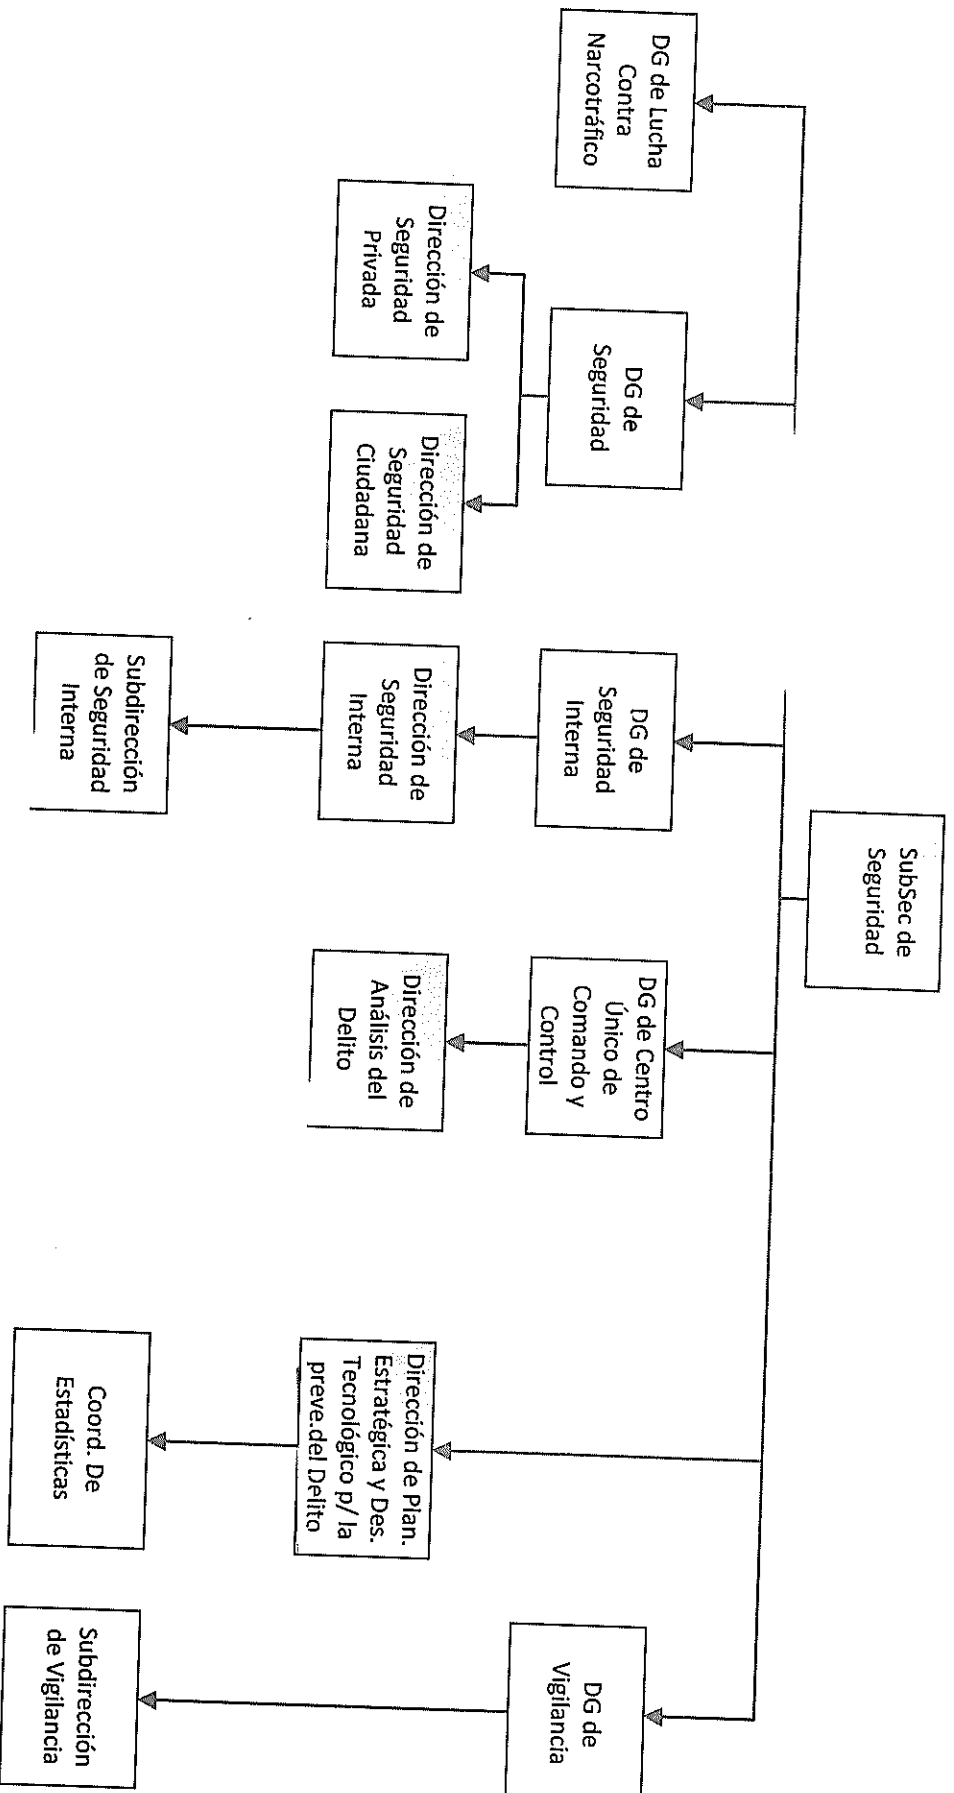 SubSec de
Seguridad
DG de Lucha
Contra
Narcotráfico
DG de
Seguridad
DG de
Seguridad
Interna
DG de Centro
Único de
Comando y
Control
DG de
Vigilancia
Dirección de
Seguridad
Privada
Dirección de
Seguridad
Ciudadana
Dirección de
Seguridad
Interna
Dirección de
Análisis del
Delito
Dirección de Plan.
Estratégica y Des.
Tecnológico p/ la
preve.del Delito
Subdirección
de Seguridad
Interna
Coord. De
Estadísticas
Subdirección
de Vigilancia